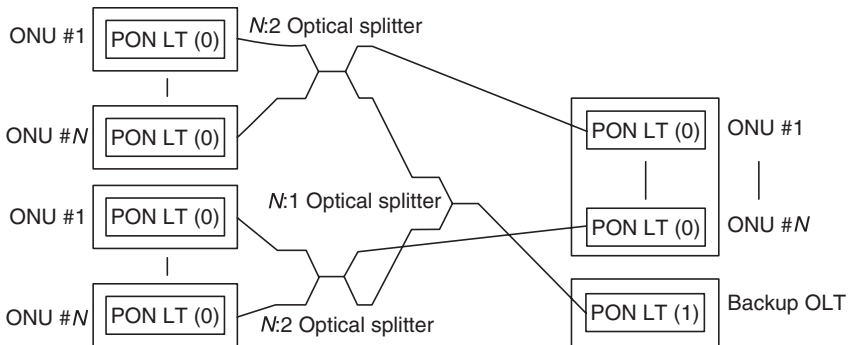 N:2 Optical splitter
ONU #1
PON LT (0)
ONU #N
PON LT (0)
PON LT (0)
ONU #1
PON LT (0)
ONU #N
N:1 Optical splitter
ONU #1
PON LT (0)
ONU #N
PON LT (0)
N:2 Optical splitter
PON LT (1)
Backup OLT